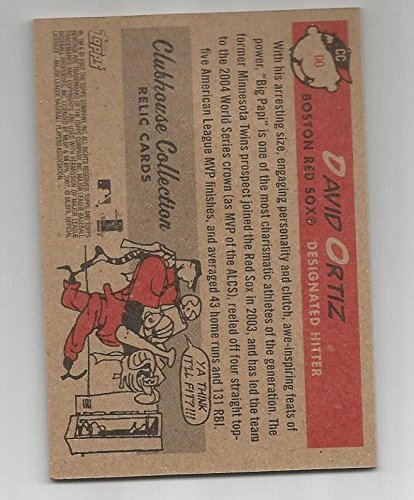 CC
DO
DAVID ORTIZ
BOSTON RED SOX® DESIGNATED HITTER
With his arresting size, engaging personality and clutch, awe-inspiring feats of
power, "Big Papi" is one of the most charismatic athletes of the generation. The
former Minnesota Twins prospect joined the Red Sox in 2003, and has led the team
to the 2004 World Series crown (as MVP of the ALCS), reeled off four straight top-
five American League MVP finishes, and averaged 43 home runs and 131 RBI.
Clubhouse Collection
RELIC CARDS
YA THINK
IT'LL FIT?!!
Topps